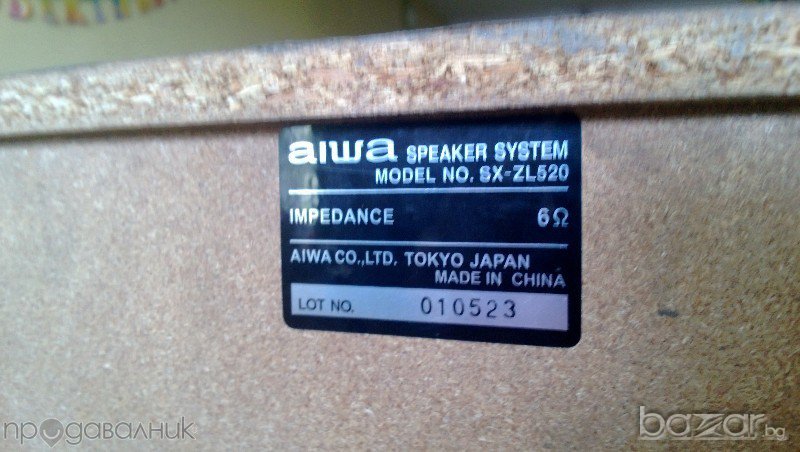 aiwa SPEAKER SYSTEM
MODEL NO. SX-ZL520
IMPEDANCE 6Ω
AIWA CO.,LTD. TOKYO JAPAN
MADE IN CHINA
LOT NO. 010523
продавалник
bazar.bg